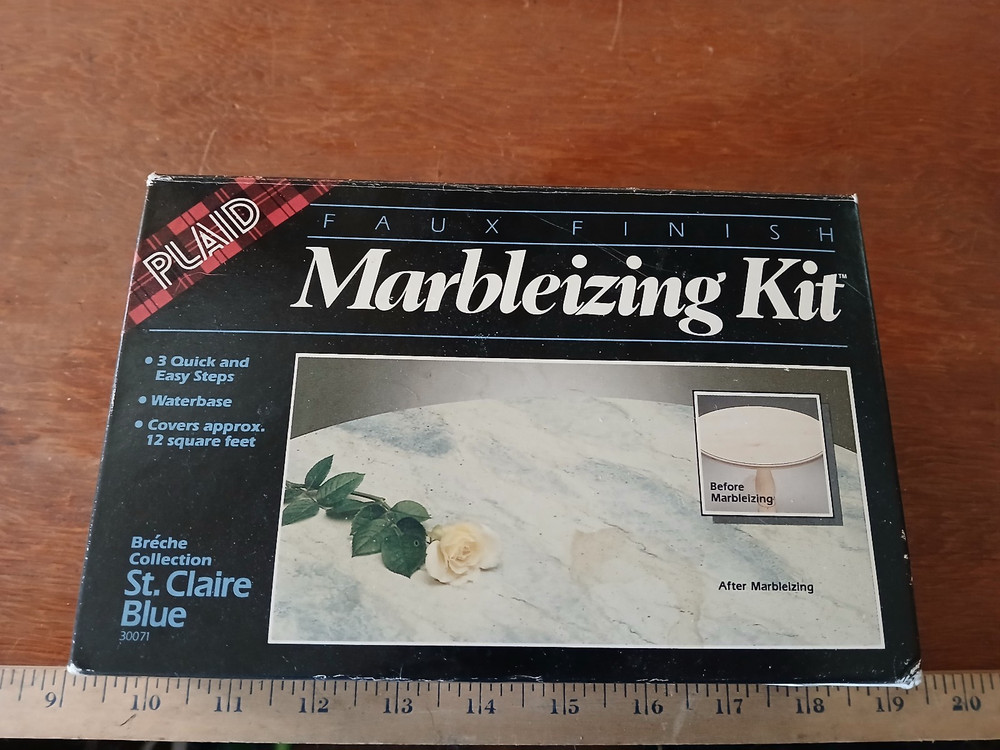 PLAID
FAUX FINISH
Marbleizing Kit™
• 3 Quick and
Easy Steps
• Waterbase
• Covers approx.
12 square feet
Before
Marbleizing
After Marbleizing
Bréche
Collection
St. Claire
Blue
30071
9 10 11 12 13 14 15 16 17 18 19 20